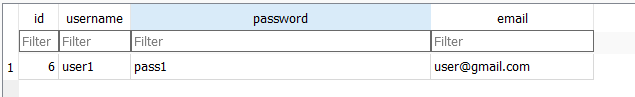 id username password email
Filter Filter Filter Filter
1 6 user1 pass1 user@gmail.com